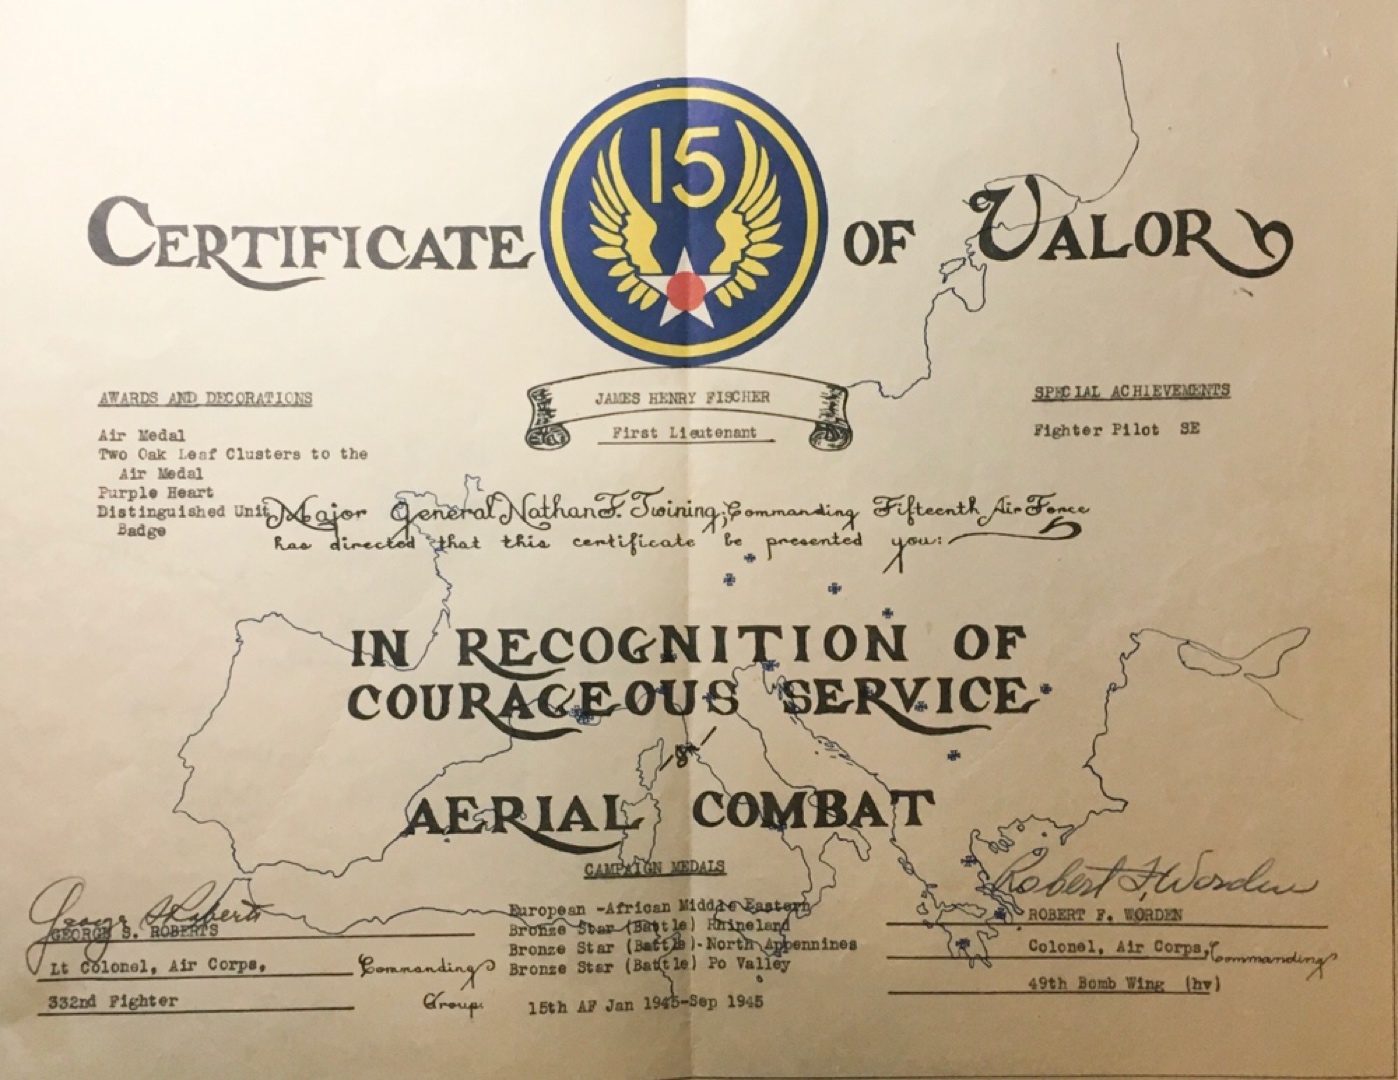 15
CERTIFICATE OF VALOR
JAMES HENRY FISCHER
First Lieutenant
AWARDS AND DECORATIONS
Air Medal
Two Oak Leaf Clusters to the
Air Medal
Purple Heart
Distinguished Unit
Badge
SPECIAL ACHIEVEMENTS
Fighter Pilot SE
Major General Nathan F. Twining, Commanding Fifteenth Air Force
has directed that this certificate be presented you:
IN RECOGNITION OF
COURAGEOUS SERVICE
AERIAL COMBAT
CAMPAIGN MEDALS
European -African Middle Eastern
Bronze Star (Battle) Rhineland
Bronze Star (Battle)-North Appennines
Bronze Star (Battle) Po Valley
15th AF Jan 1945-Sep 1945
George S Roberts
GEORGE S. ROBERTS
Lt Colonel, Air Corps, Commanding
332nd Fighter Group.
Robert F. Worden
ROBERT F. WORDEN
Colonel, Air Corps, Commanding
49th Bomb Wing (hv)